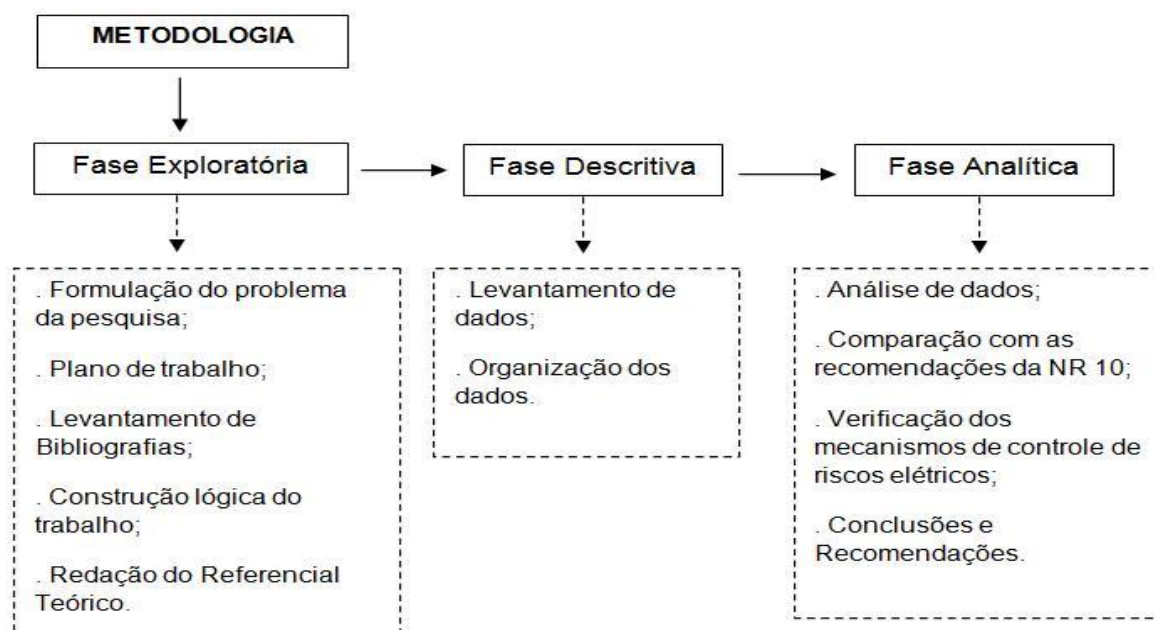 METODOLOGIA
Fase Exploratória
Fase Descritiva
Fase Analítica
. Formulação do problema
da pesquisa;
. Plano de trabalho;
. Levantamento de
Bibliografias;
. Construção lógica do
trabalho;
. Redação do Referencial
Teórico.
. Levantamento de
dados;
. Organização dos
dados.
. Análise de dados;
. Comparação com as
recomendações da NR 10;
. Verificação dos
mecanismos de controle de
riscos elétricos;
. Conclusões e
Recomendações.